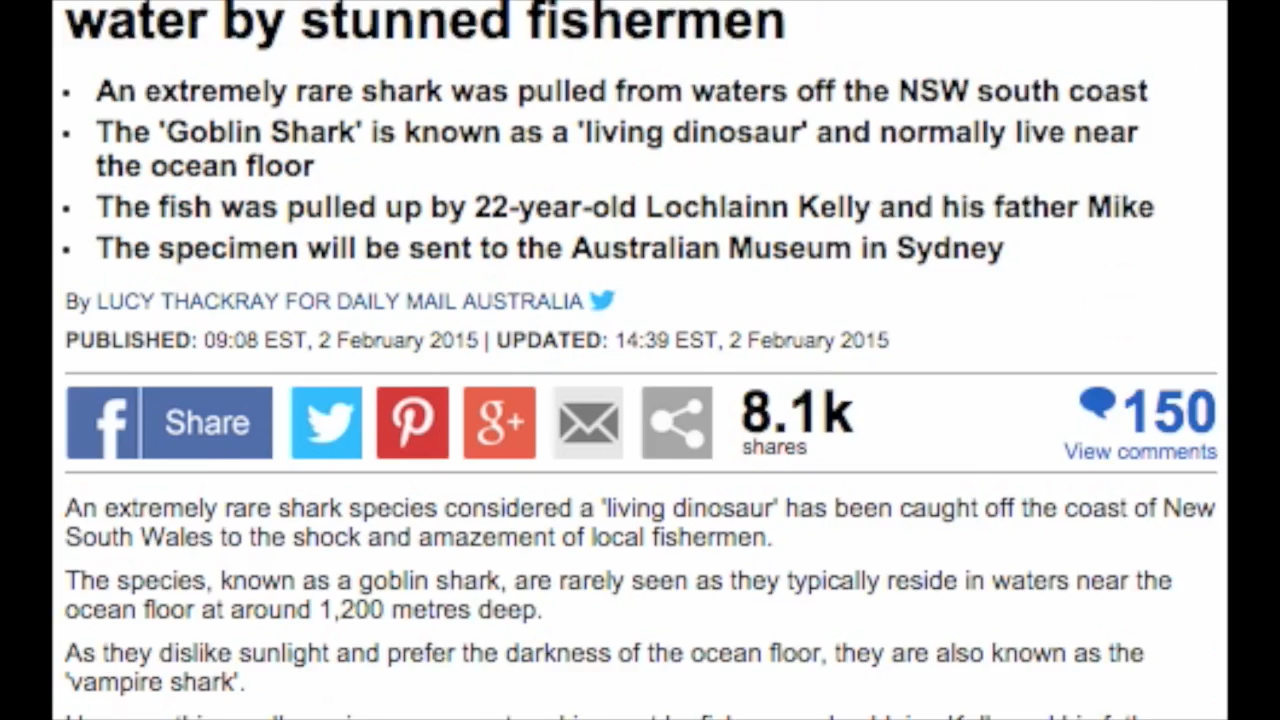 water by stunned fishermen
· An extremely rare shark was pulled from waters off the NSW south coast
· The 'Goblin Shark' is known as a 'living dinosaur' and normally live near
the ocean floor
· The fish was pulled up by 22-year-old Lochlainn Kelly and his father Mike
· The specimen will be sent to the Australian Museum in Sydney
By LUCY THACKRAY FOR DAILY MAIL AUSTRALIA
PUBLISHED: 09:08 EST, 2 February 2015 | UPDATED: 14:39 EST, 2 February 2015
f Share g+ 8.1k 150
shares View comments
An extremely rare shark species considered a 'living dinosaur' has been caught off the coast of New
South Wales to the shock and amazement of local fishermen.
The species, known as a goblin shark, are rarely seen as they typically reside in waters near the
ocean floor at around 1,200 metres deep.
As they dislike sunlight and prefer the darkness of the ocean floor, they are also known as the
'vampire shark'.